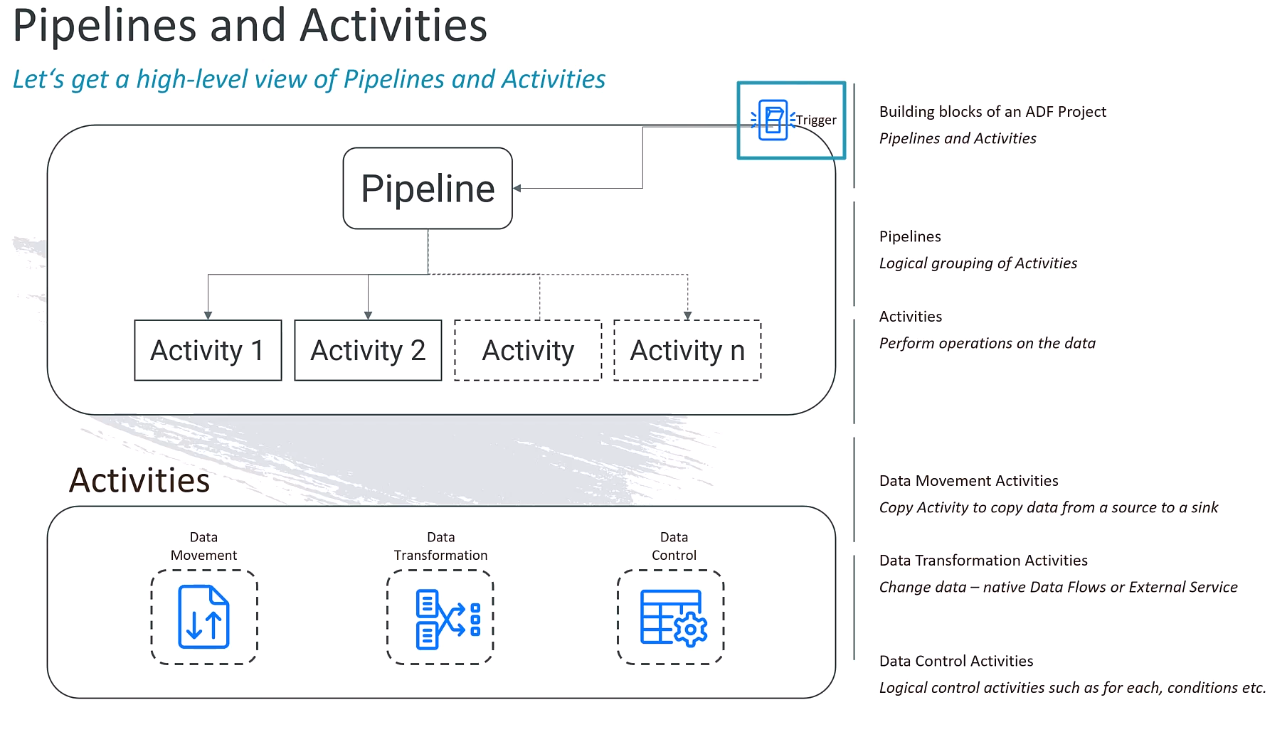 Pipelines and Activities
Let‘s get a high-level view of Pipelines and Activities
Trigger
Pipeline
Activity 1
Activity 2
Activity
Activity n
Activities
Data
Movement
Data
Transformation
Data
Control
Building blocks of an ADF Project
Pipelines and Activities
Pipelines
Logical grouping of Activities
Activities
Perform operations on the data
Data Movement Activities
Copy Activity to copy data from a source to a sink
Data Transformation Activities
Change data – native Data Flows or External Service
Data Control Activities
Logical control activities such as for each, conditions etc.